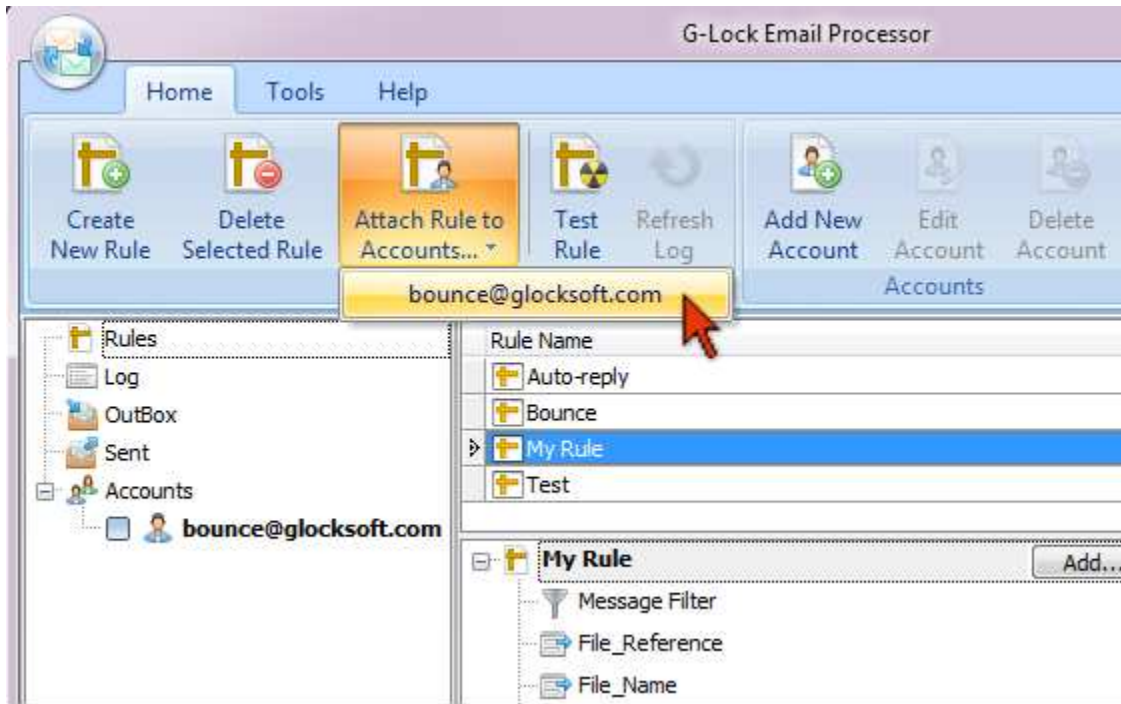 G-Lock Email Processor
Home Tools Help
Create New Rule
Delete Selected Rule
Attach Rule to Accounts...
Test Rule
Refresh Log
Add New Account
Edit Account
Delete Account
Accounts
bounce@glocksoft.com
Rules
Log
OutBox
Sent
Accounts
bounce@glocksoft.com
Rule Name
Auto-reply
Bounce
My Rule
Test
My Rule
Add...
Message Filter
File_Reference
File_Name